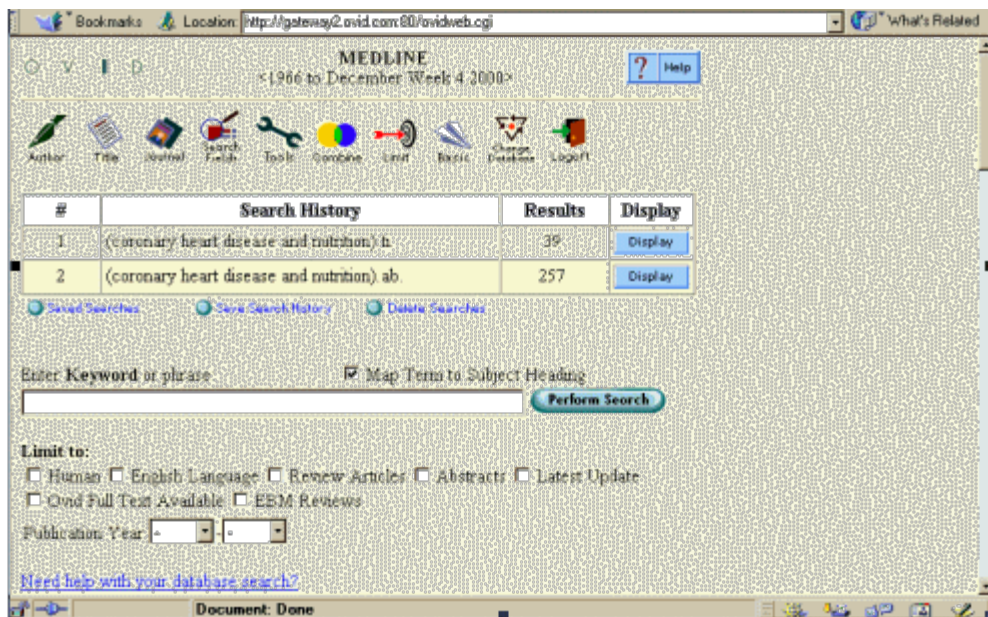 Bookmarks Location: http://gateway2.ovid.com:80/ovidweb.cgi What's Related
O V I D
MEDLINE
<1966 to December Week 4 2000>
? Help
Author Title Journal Search Fields Tools Combine Limit Basic Change Database Logoff
# Search History Results Display
1 (coronary heart disease and nutrition).ti. 39 Display
2 (coronary heart disease and nutrition).ab. 257 Display
Saved Searches Save Search History Delete Searches
Enter Keyword or phrase Map Term to Subject Heading
Perform Search
Limit to:
Human English Language Review Articles Abstracts Latest Update
Ovid Full Text Available EBM Reviews
Publication Year - - -
Need help with your database search?
Document: Done